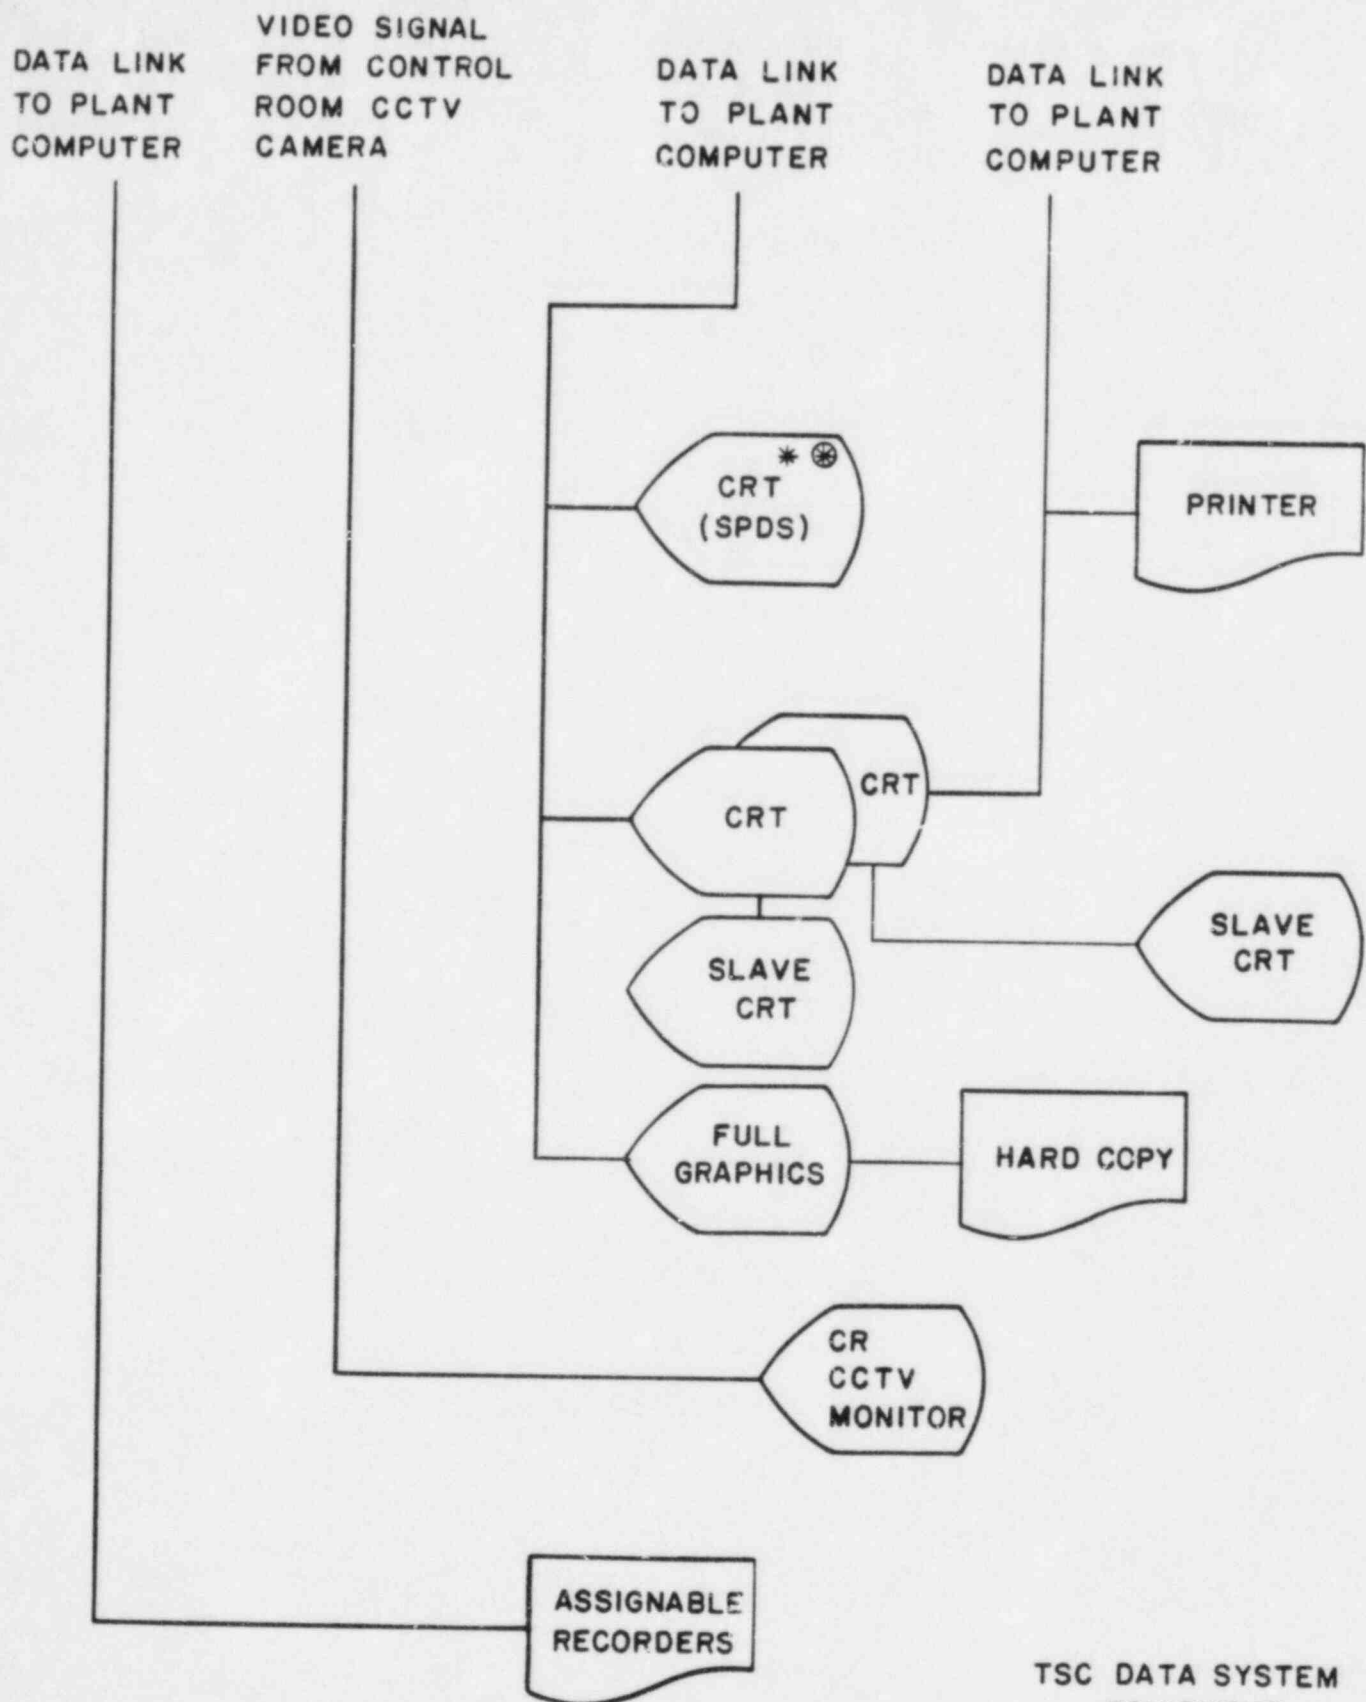 DATA LINK
TO PLANT
COMPUTER
VIDEO SIGNAL
FROM CONTROL
ROOM CCTV
CAMERA
DATA LINK
TO PLANT
COMPUTER
DATA LINK
TO PLANT
COMPUTER
* ⊛
CRT
(SPDS)
PRINTER
CRT
CRT
SLAVE
CRT
SLAVE
CRT
FULL
GRAPHICS
HARD COPY
CR
CCTV
MONITOR
ASSIGNABLE
RECORDERS
TSC DATA SYSTEM